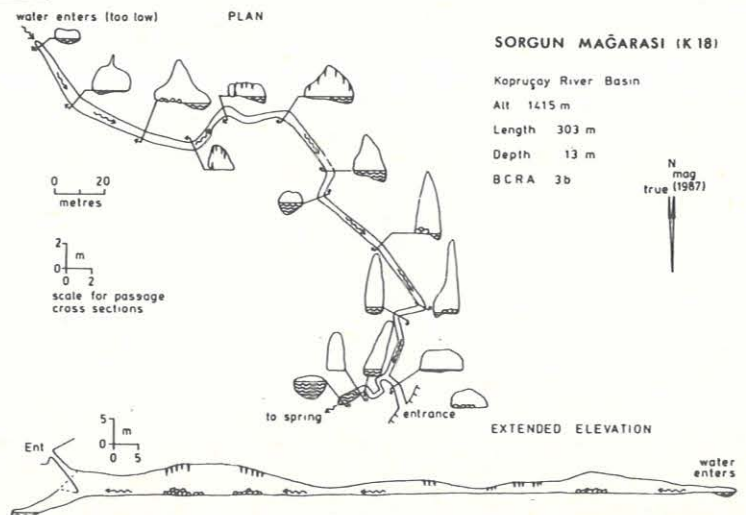 water enters (too low)
PLAN
SORGUN MAĞARASI (K 18)
Kopruçay River Basin
Alt 1415 m
Length 303 m
Depth 13 m
BCRA 3b
N
mag
true (1987)
0 20
metres
2
m
0
0 2
scale for passage
cross sections
to spring
entrance
EXTENDED ELEVATION
5
m
0
0 5
Ent
water
enters